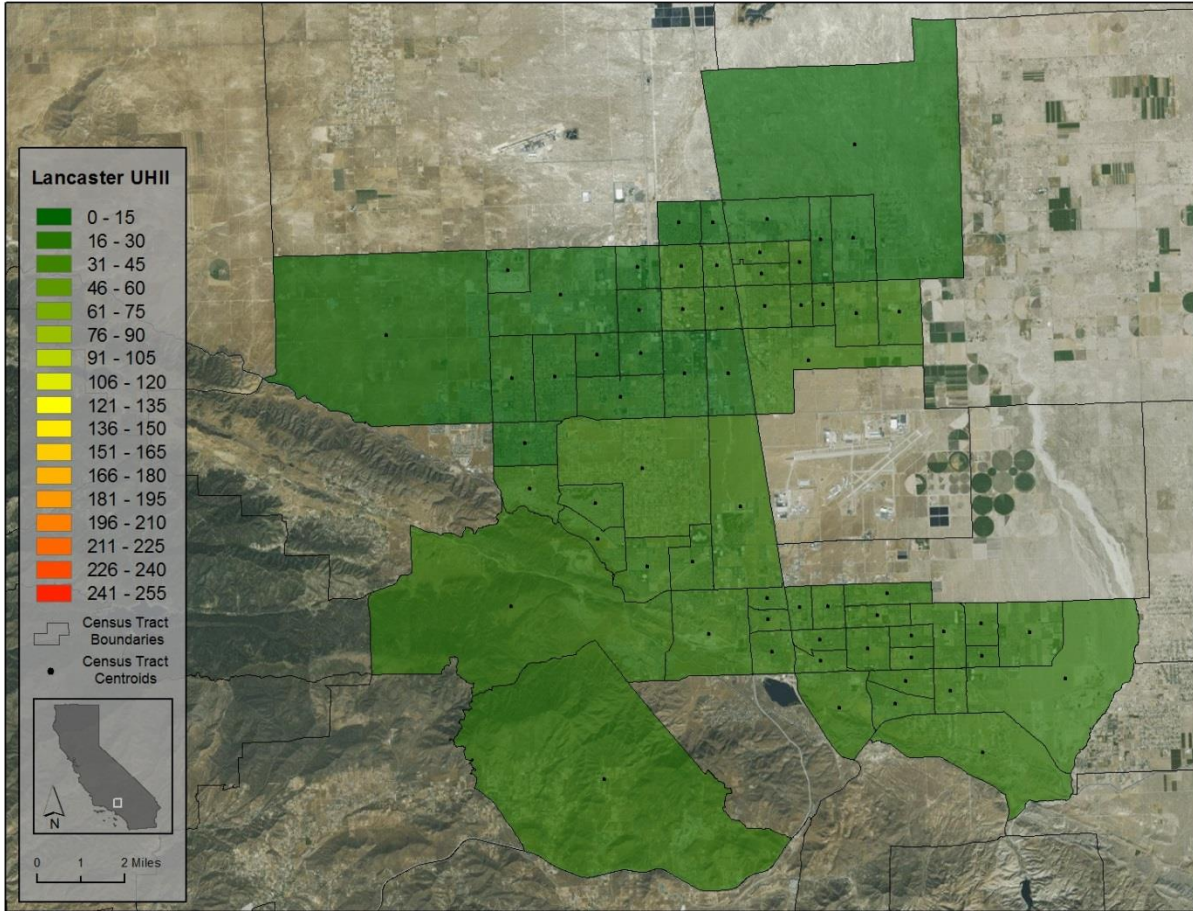 Lancaster UHII
0 - 15
16 - 30
31 - 45
46 - 60
61 - 75
76 - 90
91 - 105
106 - 120
121 - 135
136 - 150
151 - 165
166 - 180
181 - 195
196 - 210
211 - 225
226 - 240
241 - 255
Census Tract
Boundaries
Census Tract
Centroids
N
0 1 2 Miles